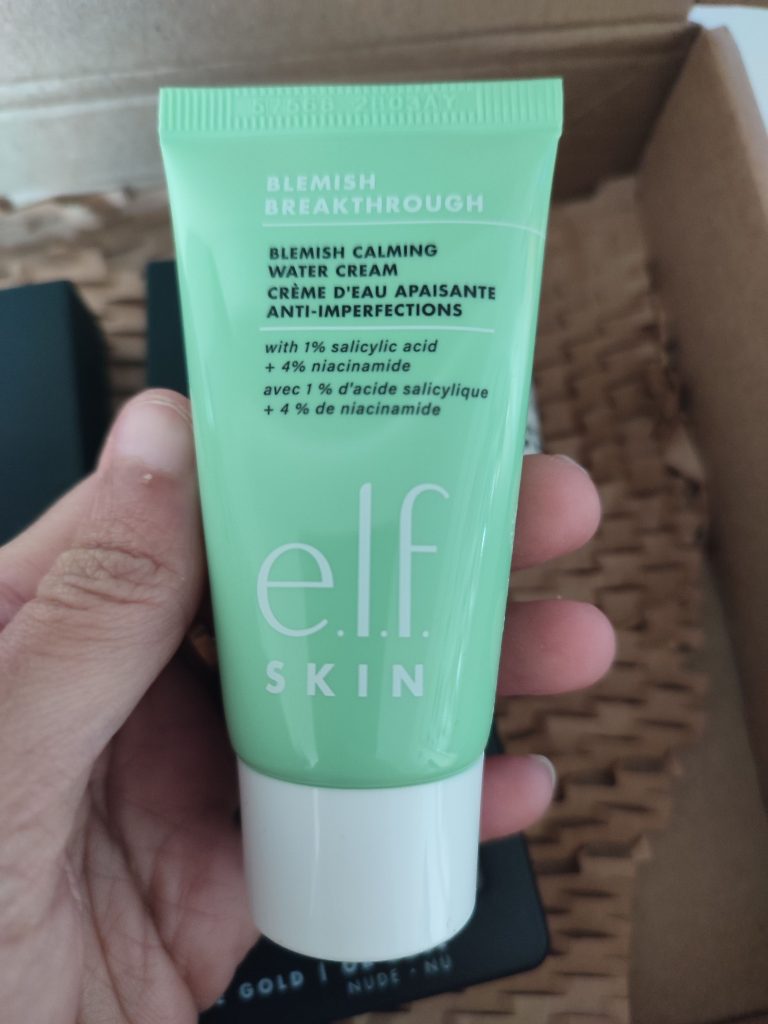 BLEMISH
BREAKTHROUGH
BLEMISH CALMING
WATER CREAM
CRÈME D'EAU APAISANTE
ANTI-IMPERFECTIONS
with 1% salicylic acid
+ 4% niacinamide
avec 1 % d'acide salicylique
+ 4 % de niacinamide
e.l.f.
SKIN
GOLD |
NUDE - NU